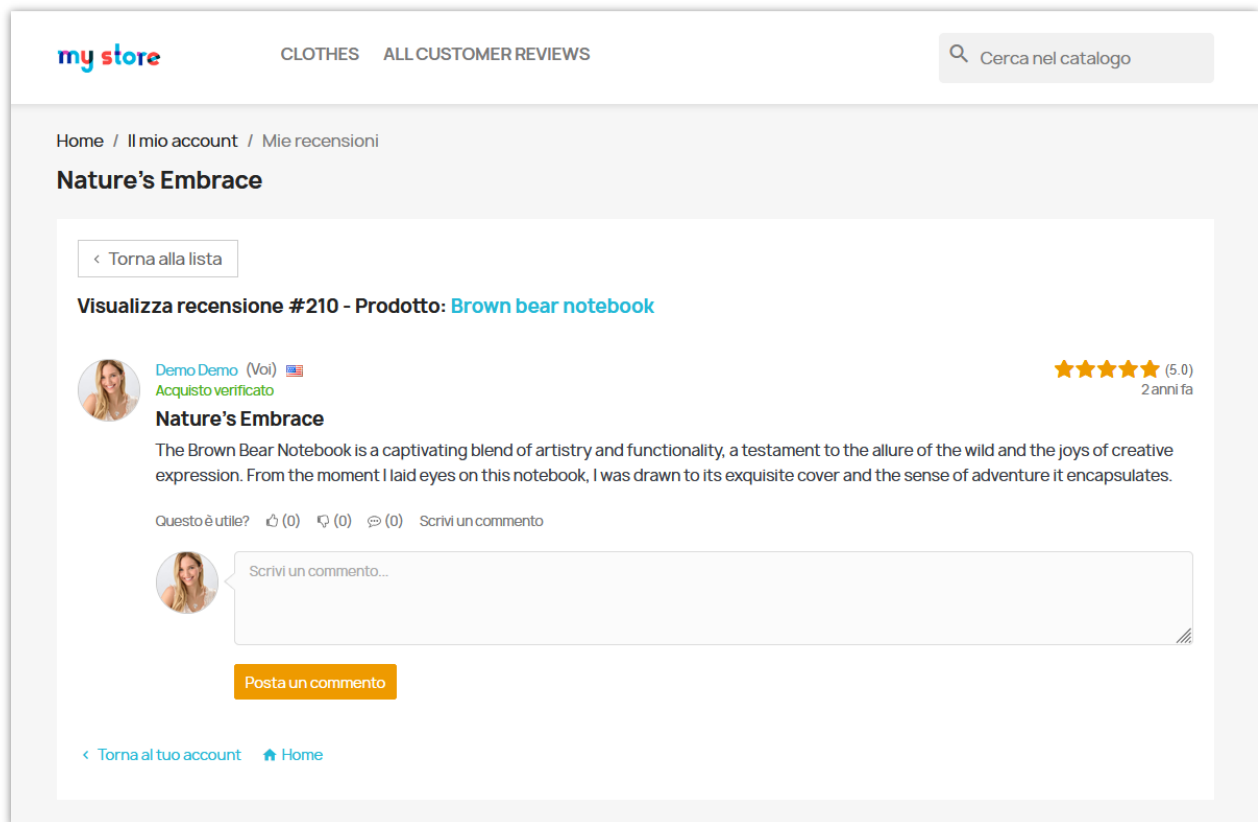 my store
CLOTHES ALL CUSTOMER REVIEWS
Cerca nel catalogo
Home / Il mio account / Mie recensioni
Nature's Embrace
Torna alla lista
Visualizza recensione #210 - Prodotto: Brown bear notebook
Demo Demo (Voi)
(5.0)
Acquisto verificato
2 anni fa
Nature's Embrace
The Brown Bear Notebook is a captivating blend of artistry and functionality, a testament to the allure of the wild and the joys of creative
expression. From the moment I laid eyes on this notebook, I was drawn to its exquisite cover and the sense of adventure it encapsulates.
Questo è utile? (0) (0) (0) Scrivi un commento
Scrivi un commento...
Posta un commento
Torna al tuo account Home